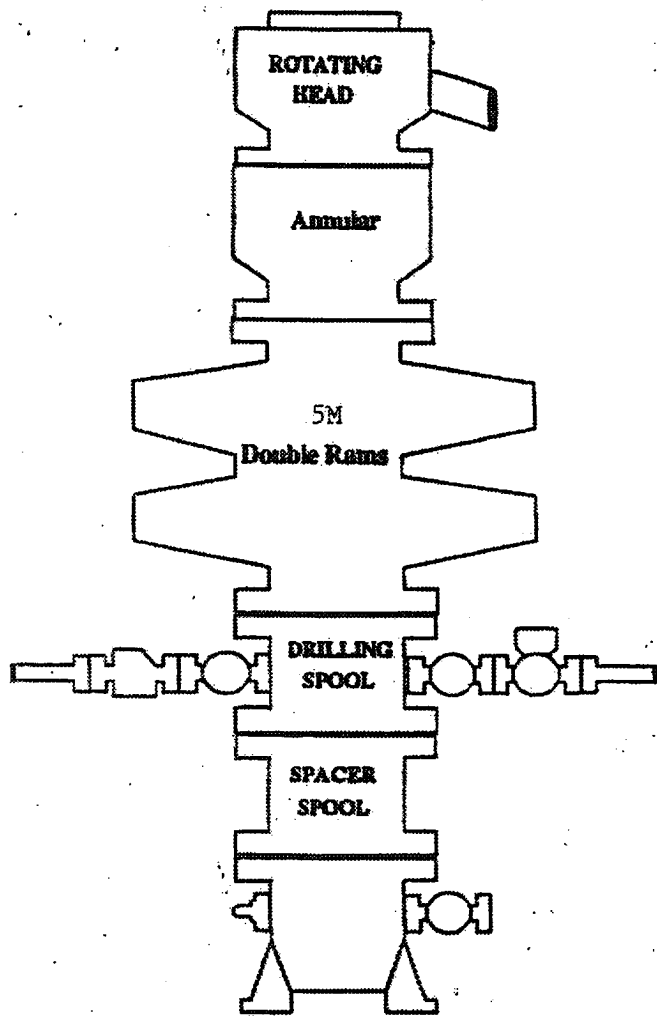 ROTATING
HEAD
Annular
5M
Double Rams
DRILLING
SPOOL
SPACER
SPOOL